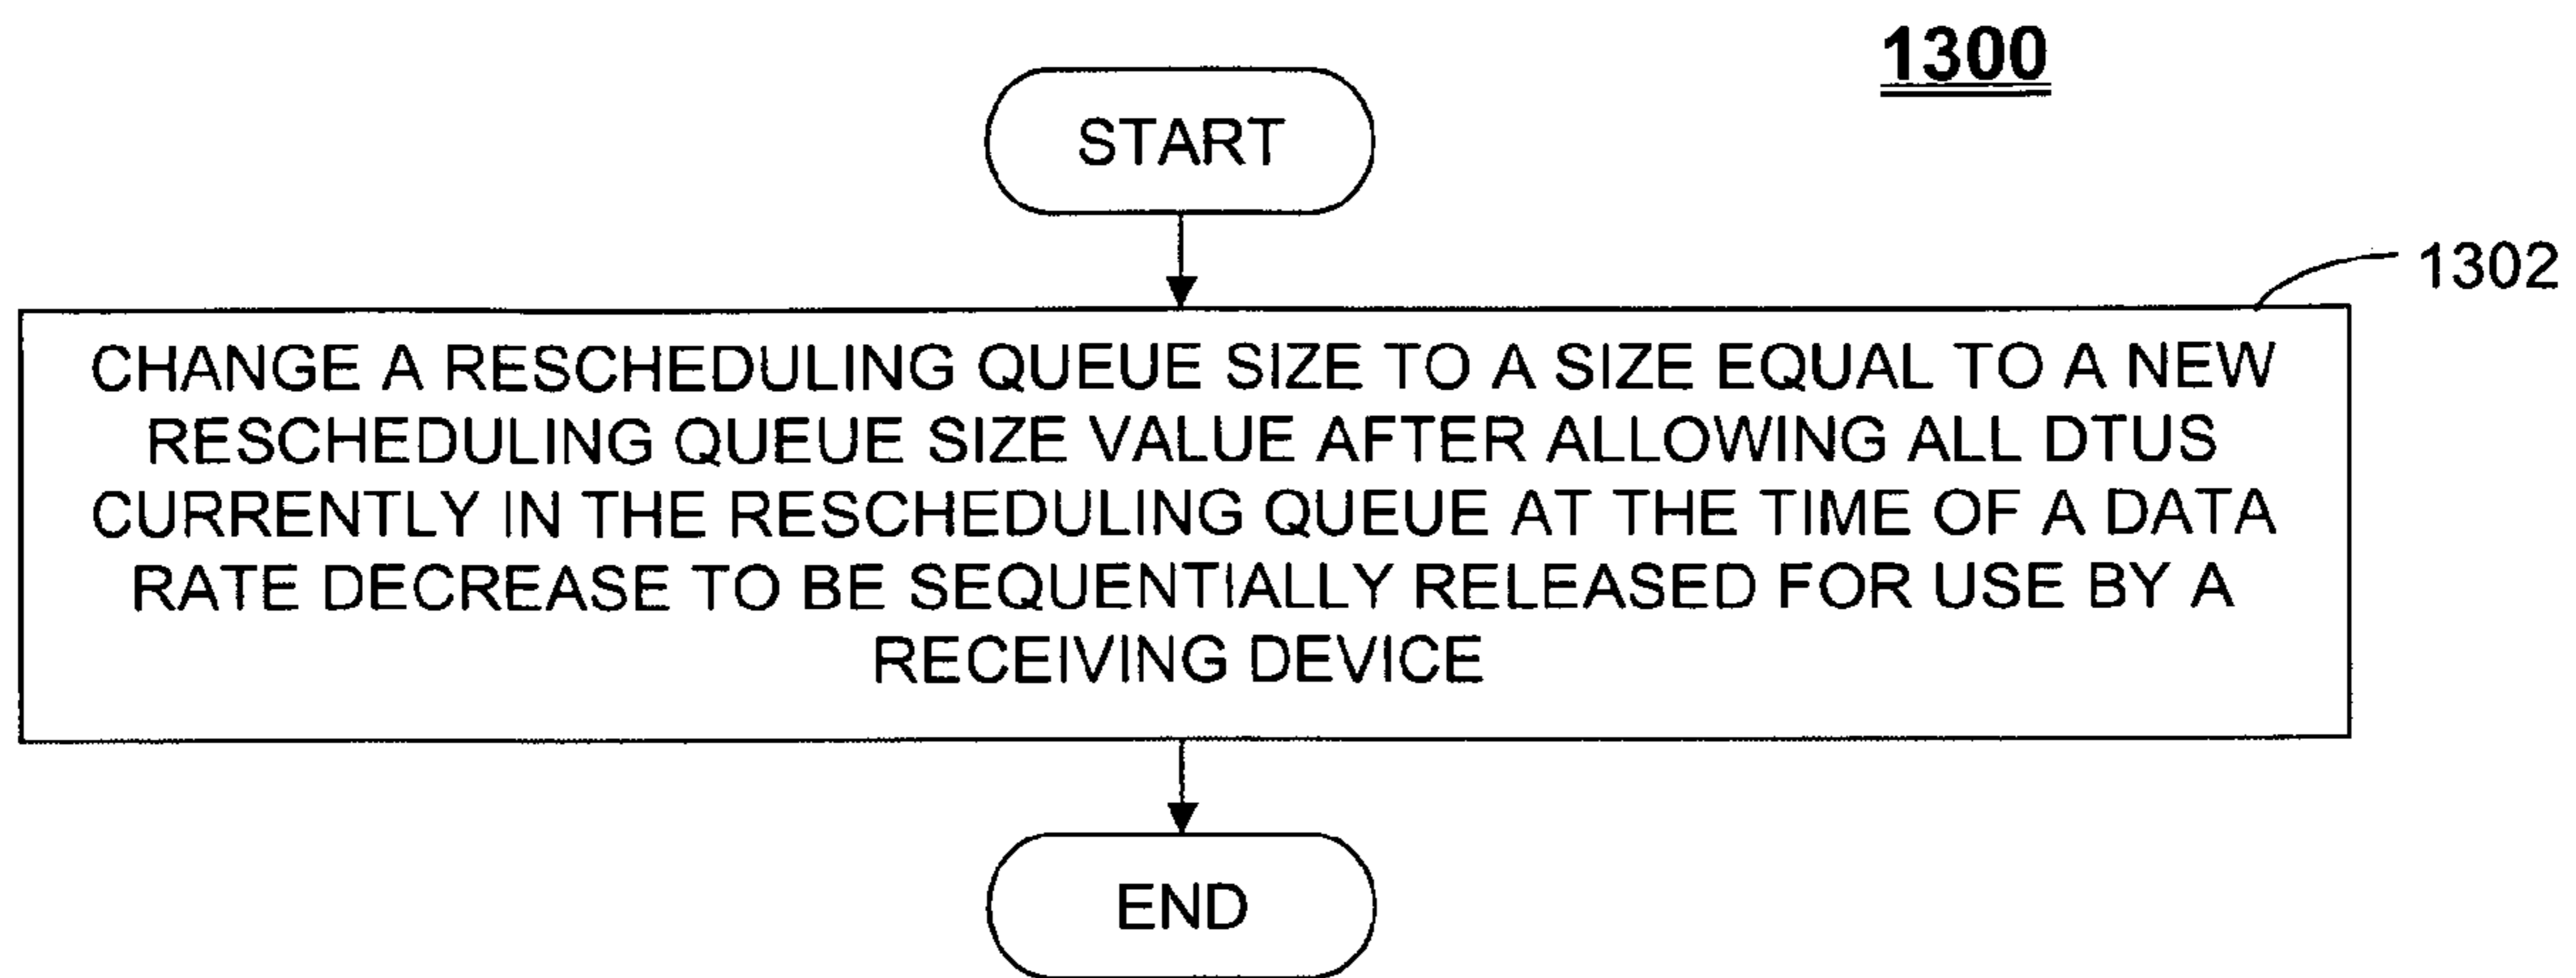 1300
START
1302
CHANGE A RESCHEDULING QUEUE SIZE TO A SIZE EQUAL TO A NEW
RESCHEDULING QUEUE SIZE VALUE AFTER ALLOWING ALL DTUS
CURRENTLY IN THE RESCHEDULING QUEUE AT THE TIME OF A DATA
RATE DECREASE TO BE SEQUENTIALLY RELEASED FOR USE BY A
RECEIVING DEVICE
END